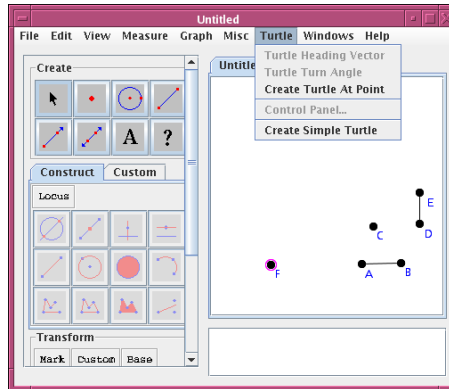 Untitled
File Edit View Measure Graph Misc Turtle Windows Help
Turtle Heading Vector
Turtle Turn Angle
Create Turtle At Point
Control Panel...
Create Simple Turtle
Create
A ?
Construct Custom
Locus
Transform
Mark Custom Base
Untitle
E
D
C
F A B